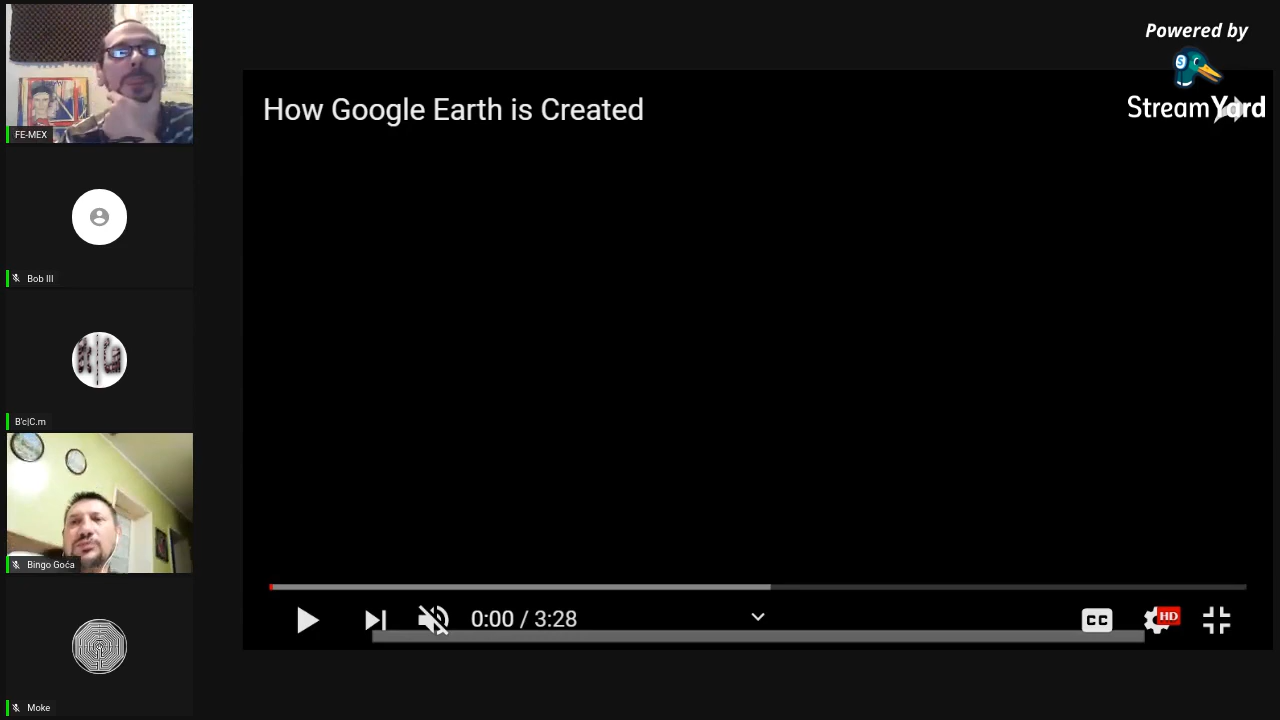 Powered by
StreamYard
How Google Earth is Created
FE-MEX
Bob III
B'c|C.m
Bingo Goća
Moke
0:00 / 3:28
CC
HD